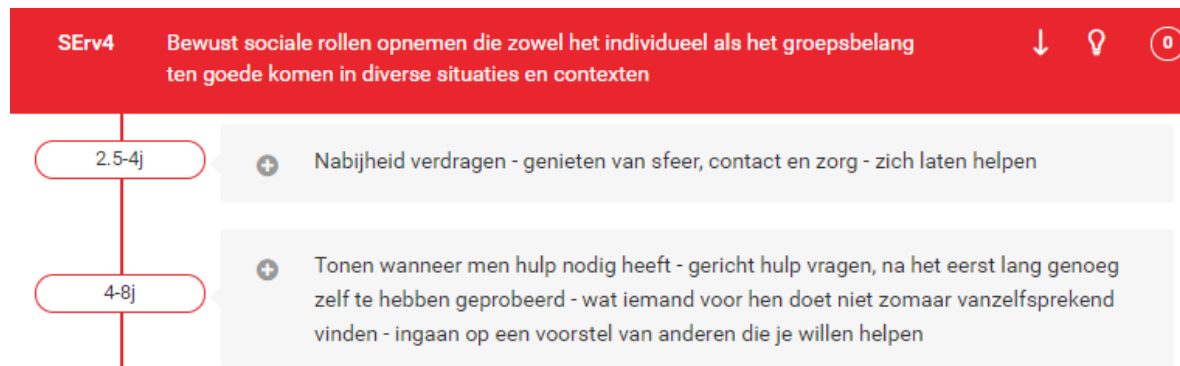 SErv4
Bewust sociale rollen opnemen die zowel het individueel als het groepsbelang
ten goede komen in diverse situaties en contexten
0
2.5-4j
Nabijheid verdragen - genieten van sfeer, contact en zorg - zich laten helpen
4-8j
Tonen wanneer men hulp nodig heeft - gericht hulp vragen, na het eerst lang genoeg
zelf te hebben geprobeerd - wat iemand voor hen doet niet zomaar vanzelfsprekend
vinden - ingaan op een voorstel van anderen die je willen helpen